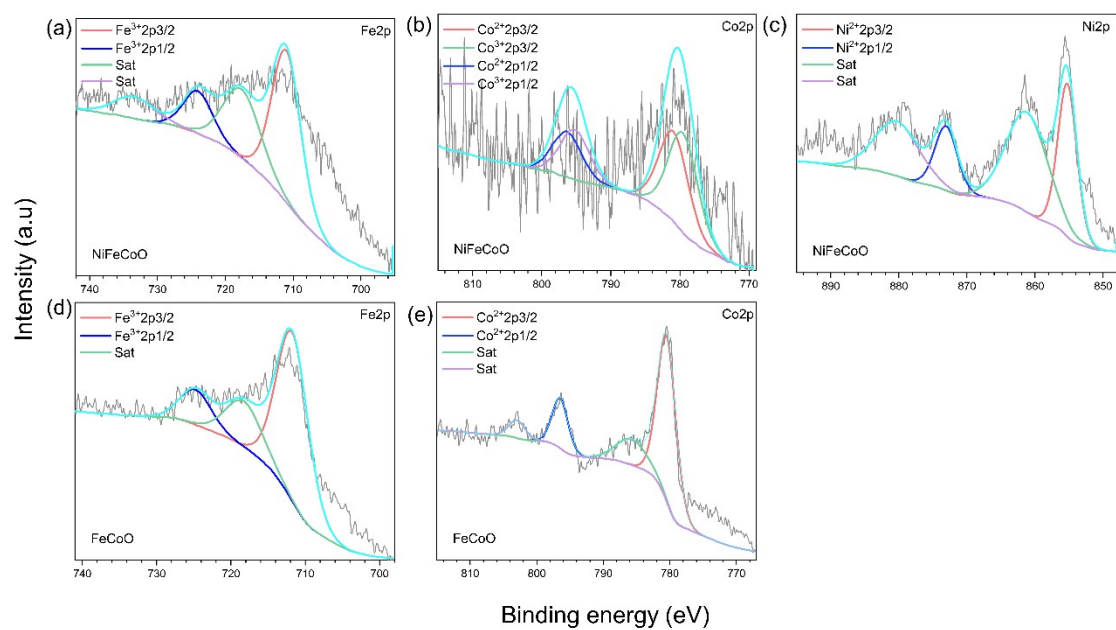 (a)
Fe³⁺2p3/2
Fe³⁺2p1/2
Sat
Sat
Fe2p
NiFeCoO
742 730 720 710 700
(b)
Co²⁺2p3/2
Co³⁺2p3/2
Co²⁺2p1/2
Co³⁺2p1/2
Co2p
NiFeCoO
810 800 790 780 770
(c)
Ni²⁺2p3/2
Ni²⁺2p1/2
Sat
Sat
Ni2p
NiFeCoO
890 880 870 860 850
Intensity (a.u)
(d)
Fe³⁺2p3/2
Fe³⁺2p1/2
Sat
Fe2p
FeCoO
740 730 720 710 700
(e)
Co²⁺2p3/2
Co²⁺2p1/2
Sat
Sat
Co2p
FeCoO
810 800 790 780 770
Binding energy (eV)